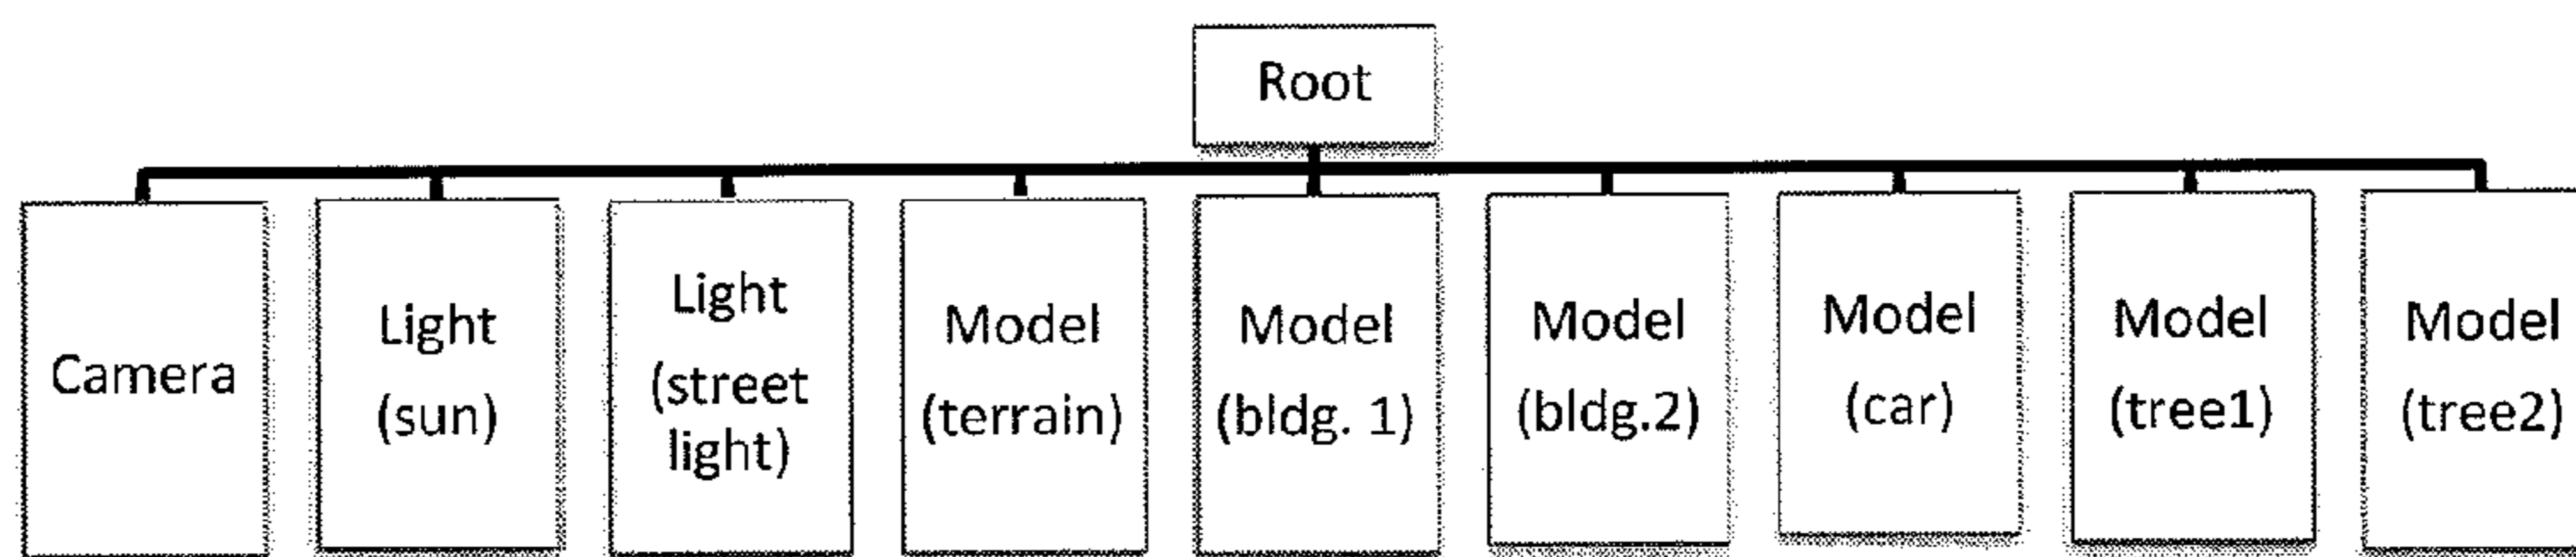 Root
Camera
Light
(sun)
Light
(street
light)
Model
(terrain)
Model
(bldg. 1)
Model
(bldg.2)
Model
(car)
Model
(tree1)
Model
(tree2)